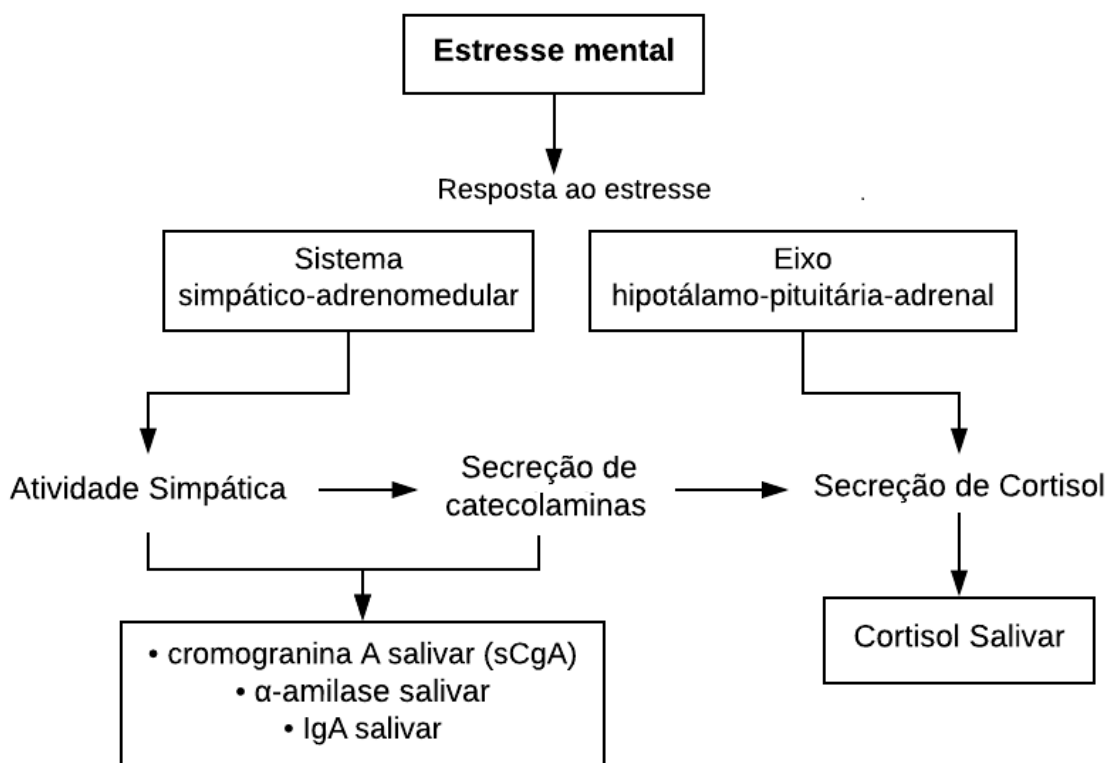 Estresse mental
Resposta ao estresse
Sistema
simpático-adrenomedular
Eixo
hipotálamo-pituitária-adrenal
Atividade Simpática
Secreção de
catecolaminas
Secreção de Cortisol
• cromogranina A salivar (sCgA)
• α-amilase salivar
• IgA salivar
Cortisol Salivar